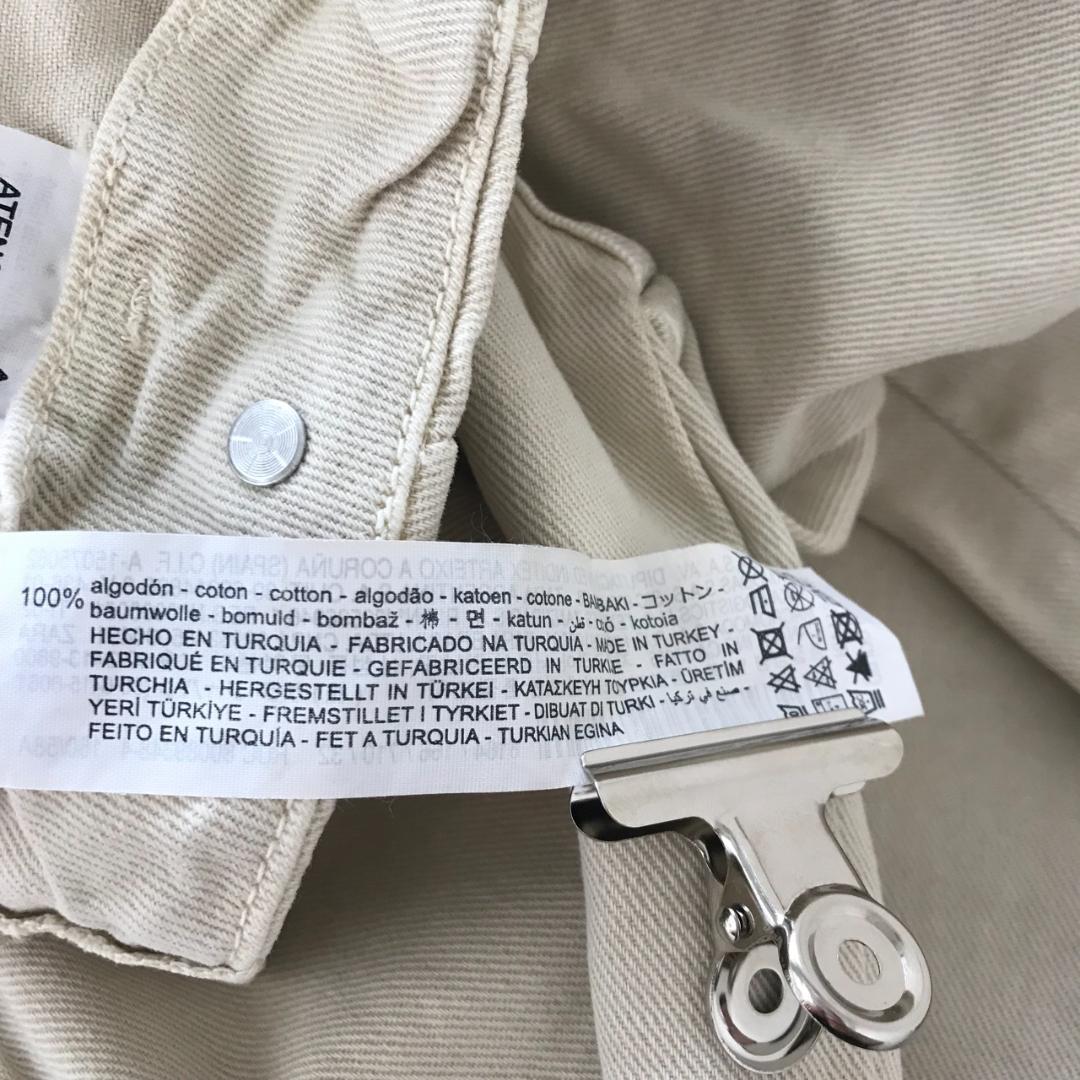 ATEN
100% algodón - coton - cotton - algodão - katoen - cotone - BAMBAKI - コットン -
baumwolle - bomuld - bombaž - 棉 - 면 - katun - قطن - أكو - kotoia
HECHO EN TURQUIA - FABRICADO NA TURQUIA - MADE IN TURKEY -
FABRIQUÉ EN TURQUIE - GEFABRICEERD IN TURKIJE - FATTO IN
TURCHIA - HERGESTELLT IN TÜRKEI - ΚΑΤΑΣΚΕΥΗ ΤΟΥΡΚΙΑ - ÜRETİM
YERİ TÜRKİYE - FREMSTILLET I TYRKIET - DIBUAT DI TURKI - صنع في تركيا -
FEITO EN TURQUÍA - FET A TURQUIA - TURKIAN EGINA